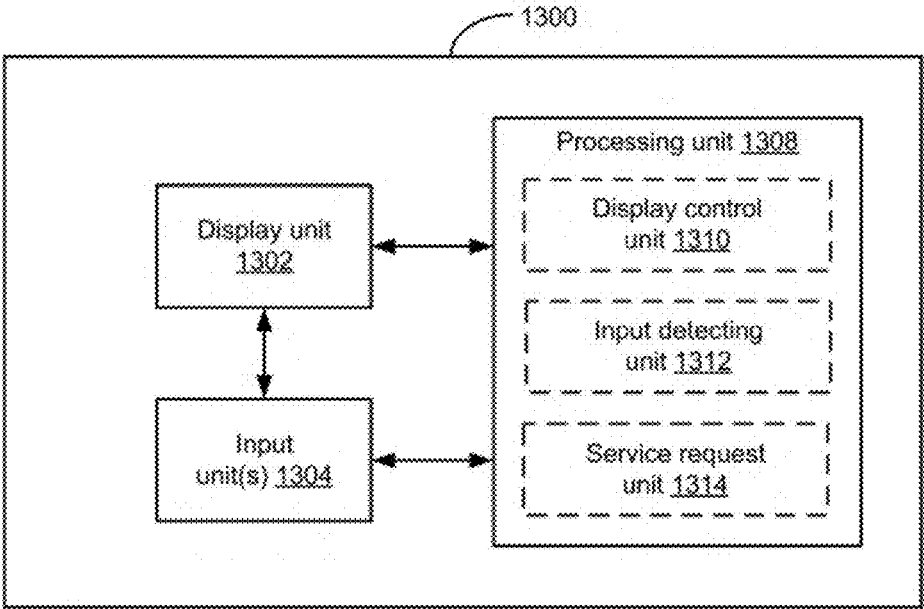 1300
Processing unit 1308
Display control
unit 1310
Display unit
1302
Input detecting
unit 1312
Input
unit(s) 1304
Service request
unit 1314